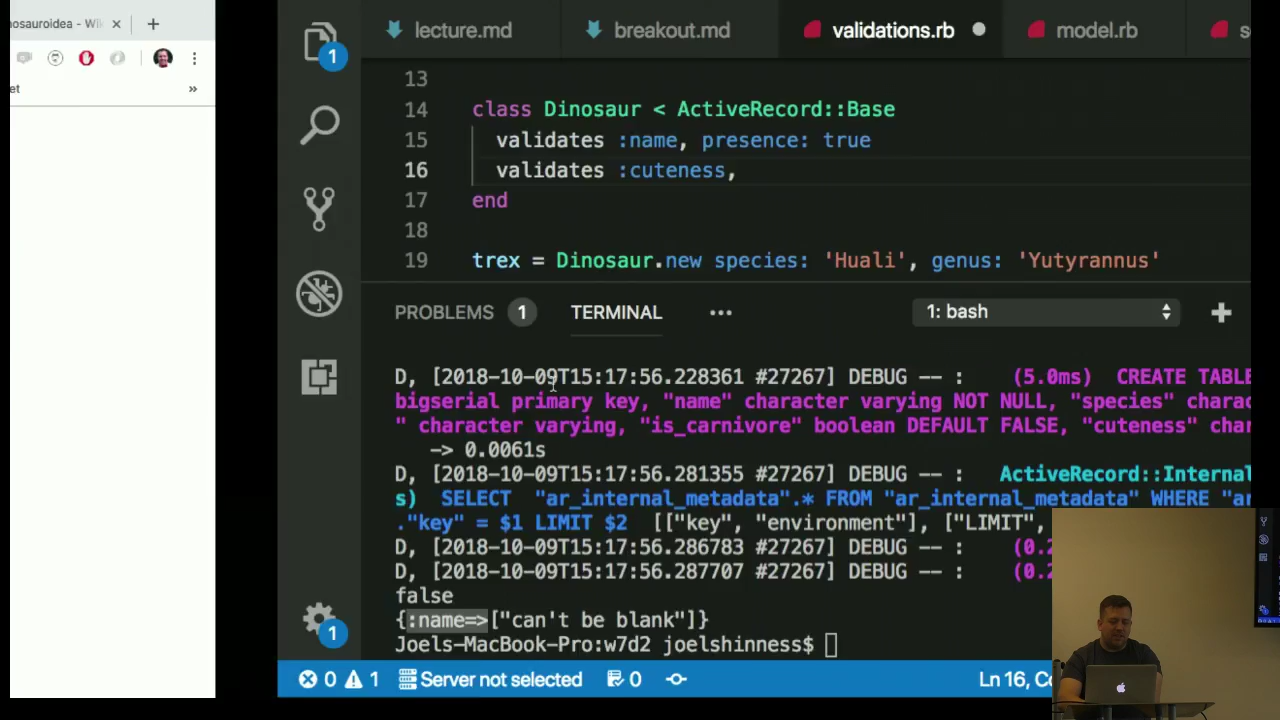 nosauroidea - Wi
et
»
1
lecture.md
breakout.md
validations.rb
model.rb
13
14 class Dinosaur < ActiveRecord::Base
15 validates :name, presence: true
16 validates :cuteness,
17 end
18
19 trex = Dinosaur.new species: 'Huali', genus: 'Yutyrannus'
PROBLEMS 1 TERMINAL ••• 1: bash
D, [2018-10-09T15:17:56.228361 #27267] DEBUG -- : (5.0ms) CREATE TABLE
bigserial primary key, "name" character varying NOT NULL, "species" charac
" character varying, "is_carnivore" boolean DEFAULT FALSE, "cuteness" char
-> 0.0061s
D, [2018-10-09T15:17:56.281355 #27267] DEBUG -- : ActiveRecord::Internal
s) SELECT "ar_internal_metadata".* FROM "ar_internal_metadata" WHERE "ar
."key" = $1 LIMIT $2 [["key", "environment"], ["LIMIT",
D, [2018-10-09T15:17:56.286783 #27267] DEBUG -- : (0.2
D, [2018-10-09T15:17:56.287707 #27267] DEBUG -- : (0.2
false
{:name=>["can't be blank"]}
Joels-MacBook-Pro:w7d2 joelshinness$
1
0 1 Server not selected 0 Ln 16, Co